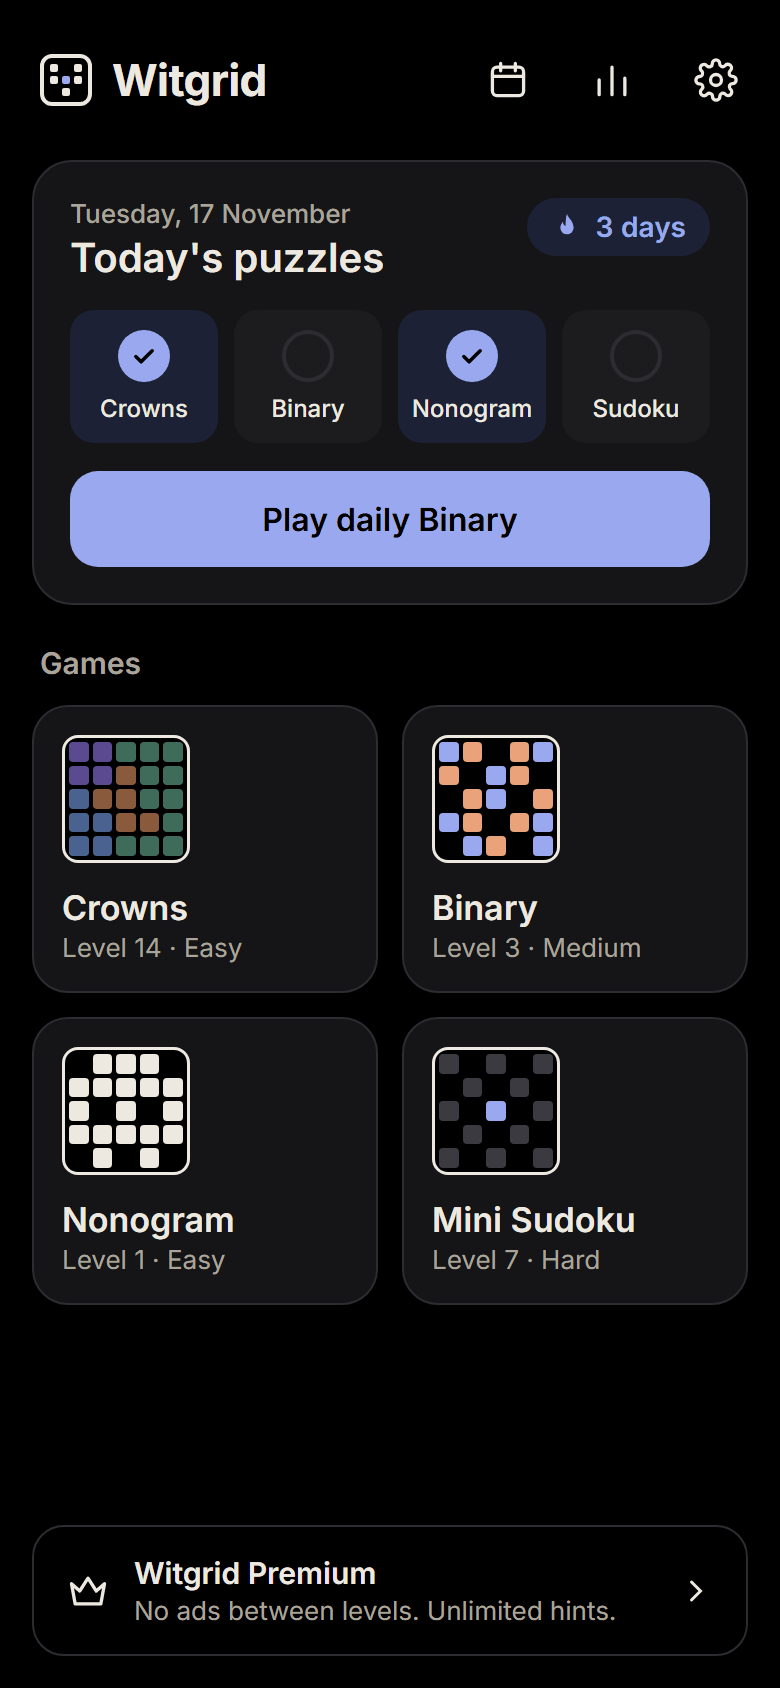 Witgrid
Tuesday, 17 November
3 days
Today's puzzles
Crowns
Binary
Nonogram
Sudoku
Play daily Binary
Games
Crowns
Level 14 · Easy
Binary
Level 3 · Medium
Nonogram
Level 1 · Easy
Mini Sudoku
Level 7 · Hard
Witgrid Premium
No ads between levels. Unlimited hints.